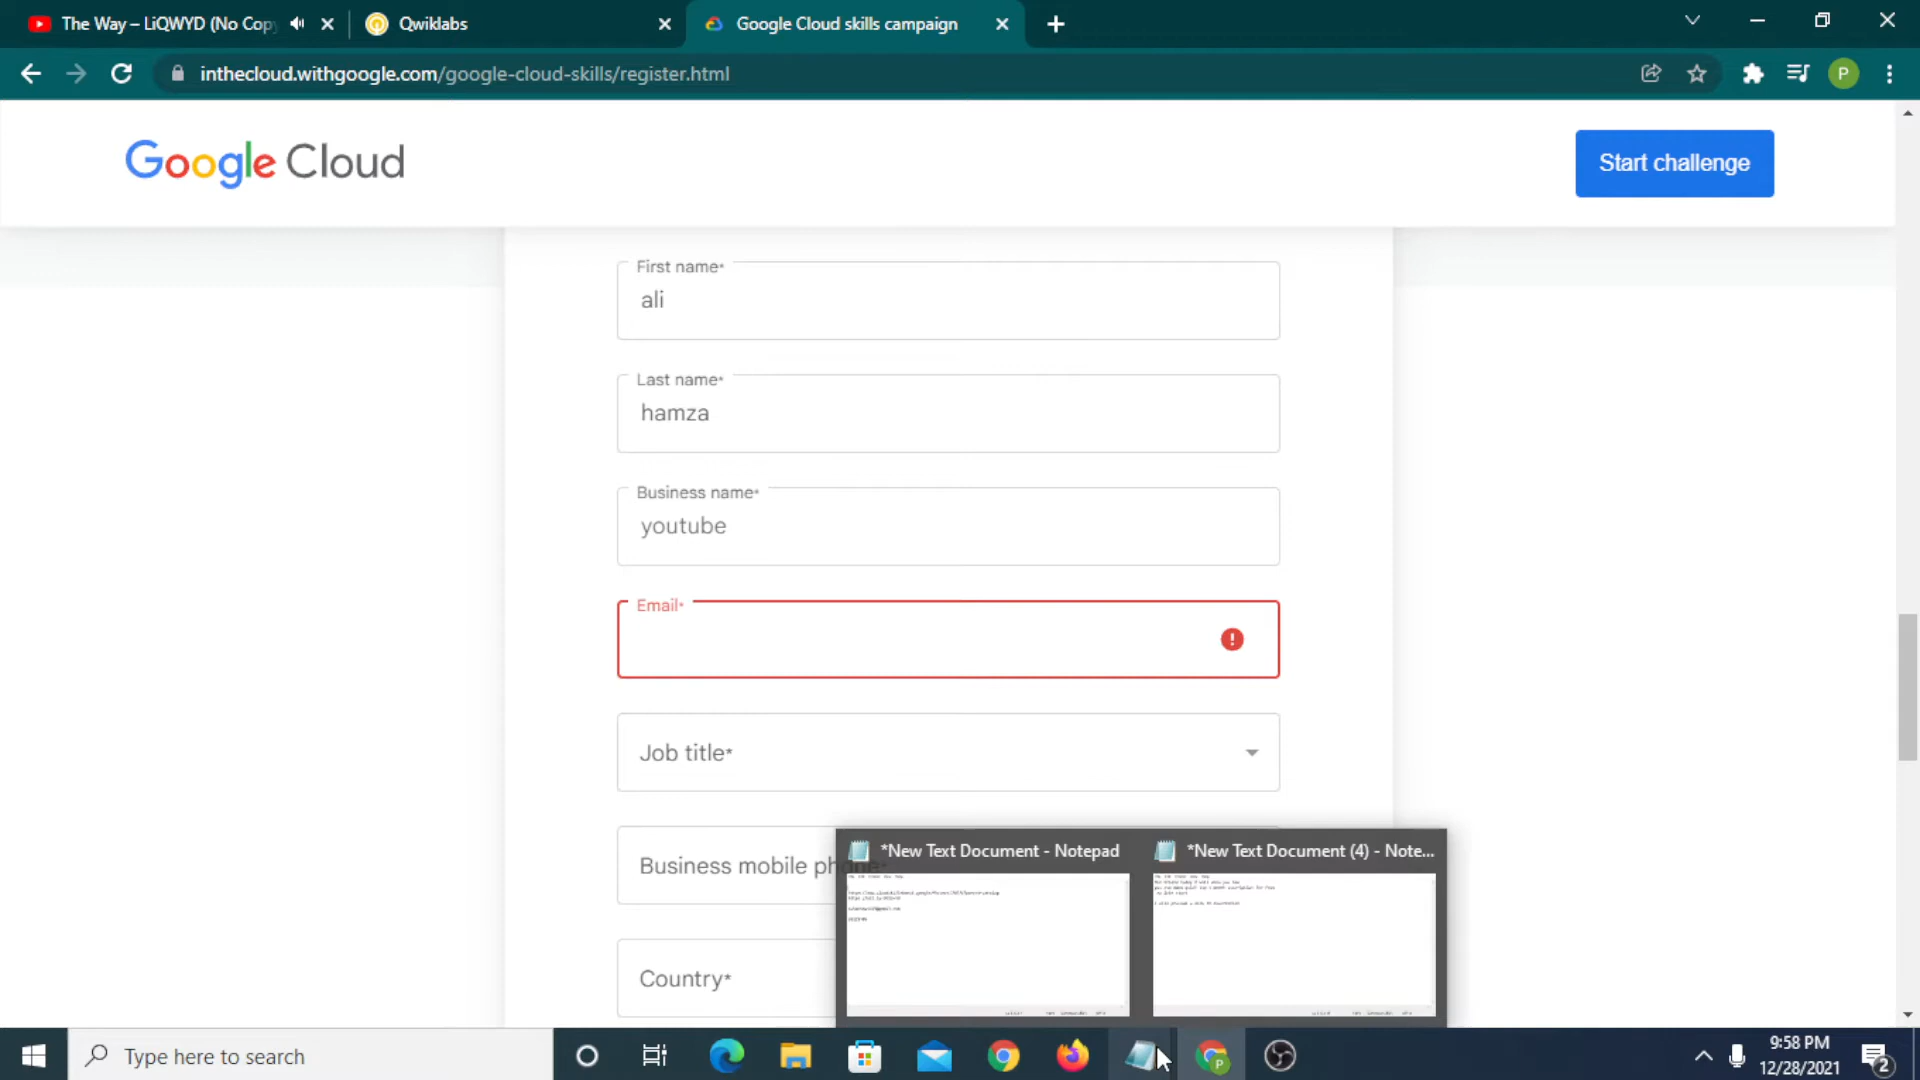 The Way – LiQWYD (No Cop
Qwiklabs
Google Cloud skills campaign
inthecloud.withgoogle.com/google-cloud-skills/register.html
P
Google Cloud
Start challenge
First name*
ali
Last name*
hamza
Business name*
youtube
Email*
Job title*
Business mobile phone*
Country*
*New Text Document - Notepad
*New Text Document (4) - Note...
Type here to search
P
9:58 PM
12/28/2021
2